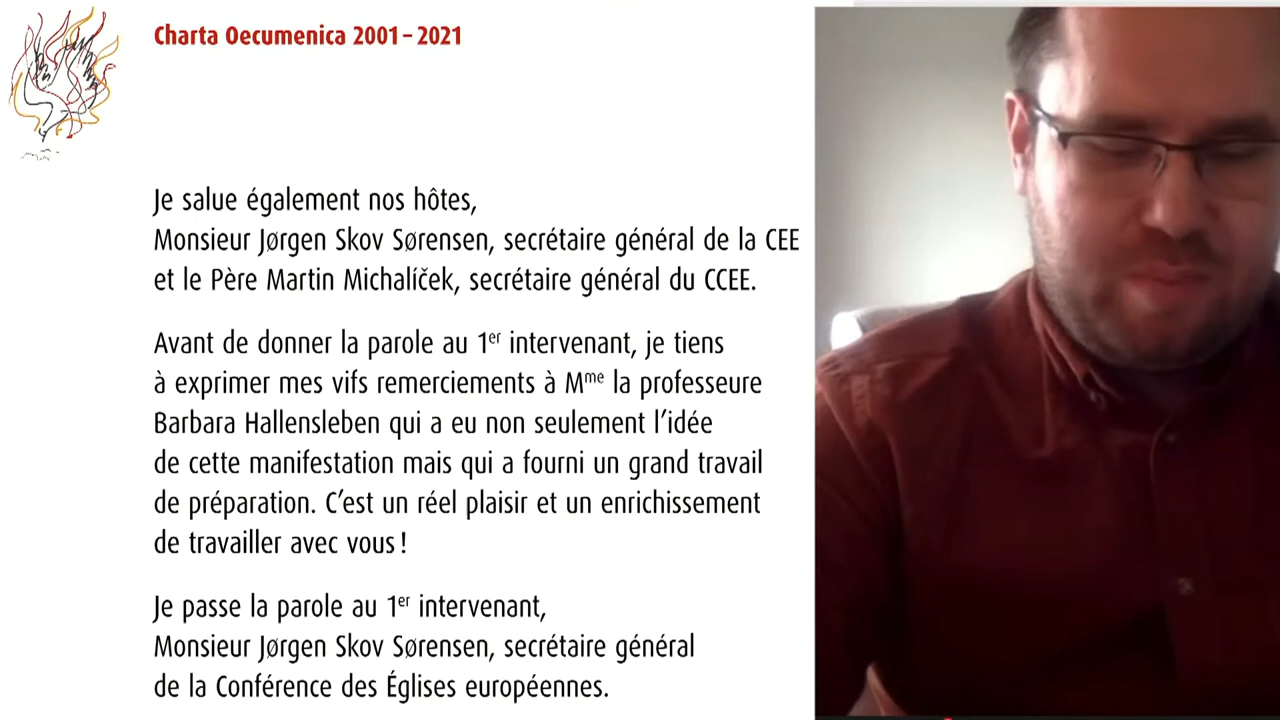 Charta Oecumenica 2001–2021
Je salue également nos hôtes,
Monsieur Jørgen Skov Sørensen, secrétaire général de la CEE
et le Père Martin Michalíček, secrétaire général du CCEE.
Avant de donner la parole au 1er intervenant, je tiens
à exprimer mes vifs remerciements à Mme la professeure
Barbara Hallensleben qui a eu non seulement l’idée
de cette manifestation mais qui a fourni un grand travail
de préparation. C’est un réel plaisir et un enrichissement
de travailler avec vous !
Je passe la parole au 1er intervenant,
Monsieur Jørgen Skov Sørensen, secrétaire général
de la Conférence des Églises européennes.